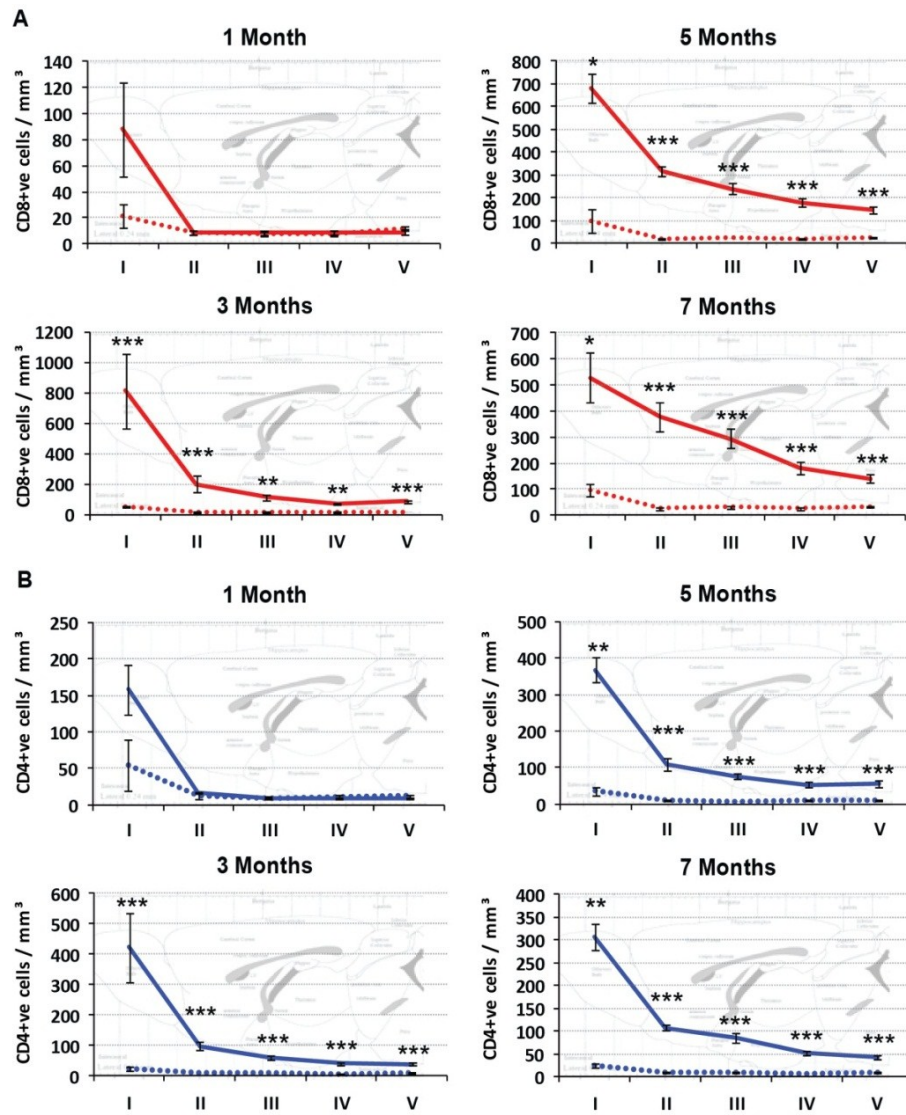 A
1 Month
CD8+ve cells / mm³
140
120
100
80
60
40
20
0
I II III IV V
5 Months
CD8+ve cells / mm³
800
700
600
500
400
300
200
100
0
* *** *** *** ***
I II III IV V
3 Months
CD8+ve cells / mm³
1200
1000
800
600
400
200
0
*** *** ** ** ***
I II III IV V
7 Months
CD8+ve cells / mm³
700
600
500
400
300
200
100
0
* *** *** *** ***
I II III IV V
B
1 Month
CD4+ve cells / mm³
250
200
150
100
50
0
I II III IV V
5 Months
CD4+ve cells / mm³
500
400
300
200
100
0
** *** *** *** ***
I II III IV V
3 Months
CD4+ve cells / mm³
600
500
400
300
200
100
0
*** *** *** *** ***
I II III IV V
7 Months
CD4+ve cells / mm³
400
350
300
250
200
150
100
50
0
** *** *** *** ***
I II III IV V